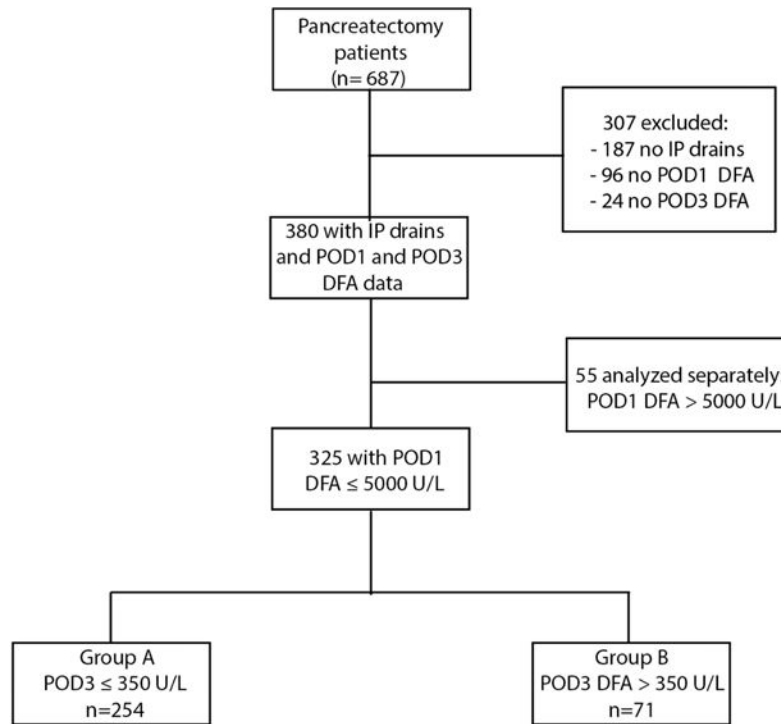 Pancreatectomy
patients
(n= 687)
307 excluded:
- 187 no IP drains
- 96 no POD1 DFA
- 24 no POD3 DFA
380 with IP drains
and POD1 and POD3
DFA data
55 analyzed separately
POD1 DFA > 5000 U/L
325 with POD1
DFA ≤ 5000 U/L
Group A
POD3 ≤ 350 U/L
n=254
Group B
POD3 DFA > 350 U/L
n=71